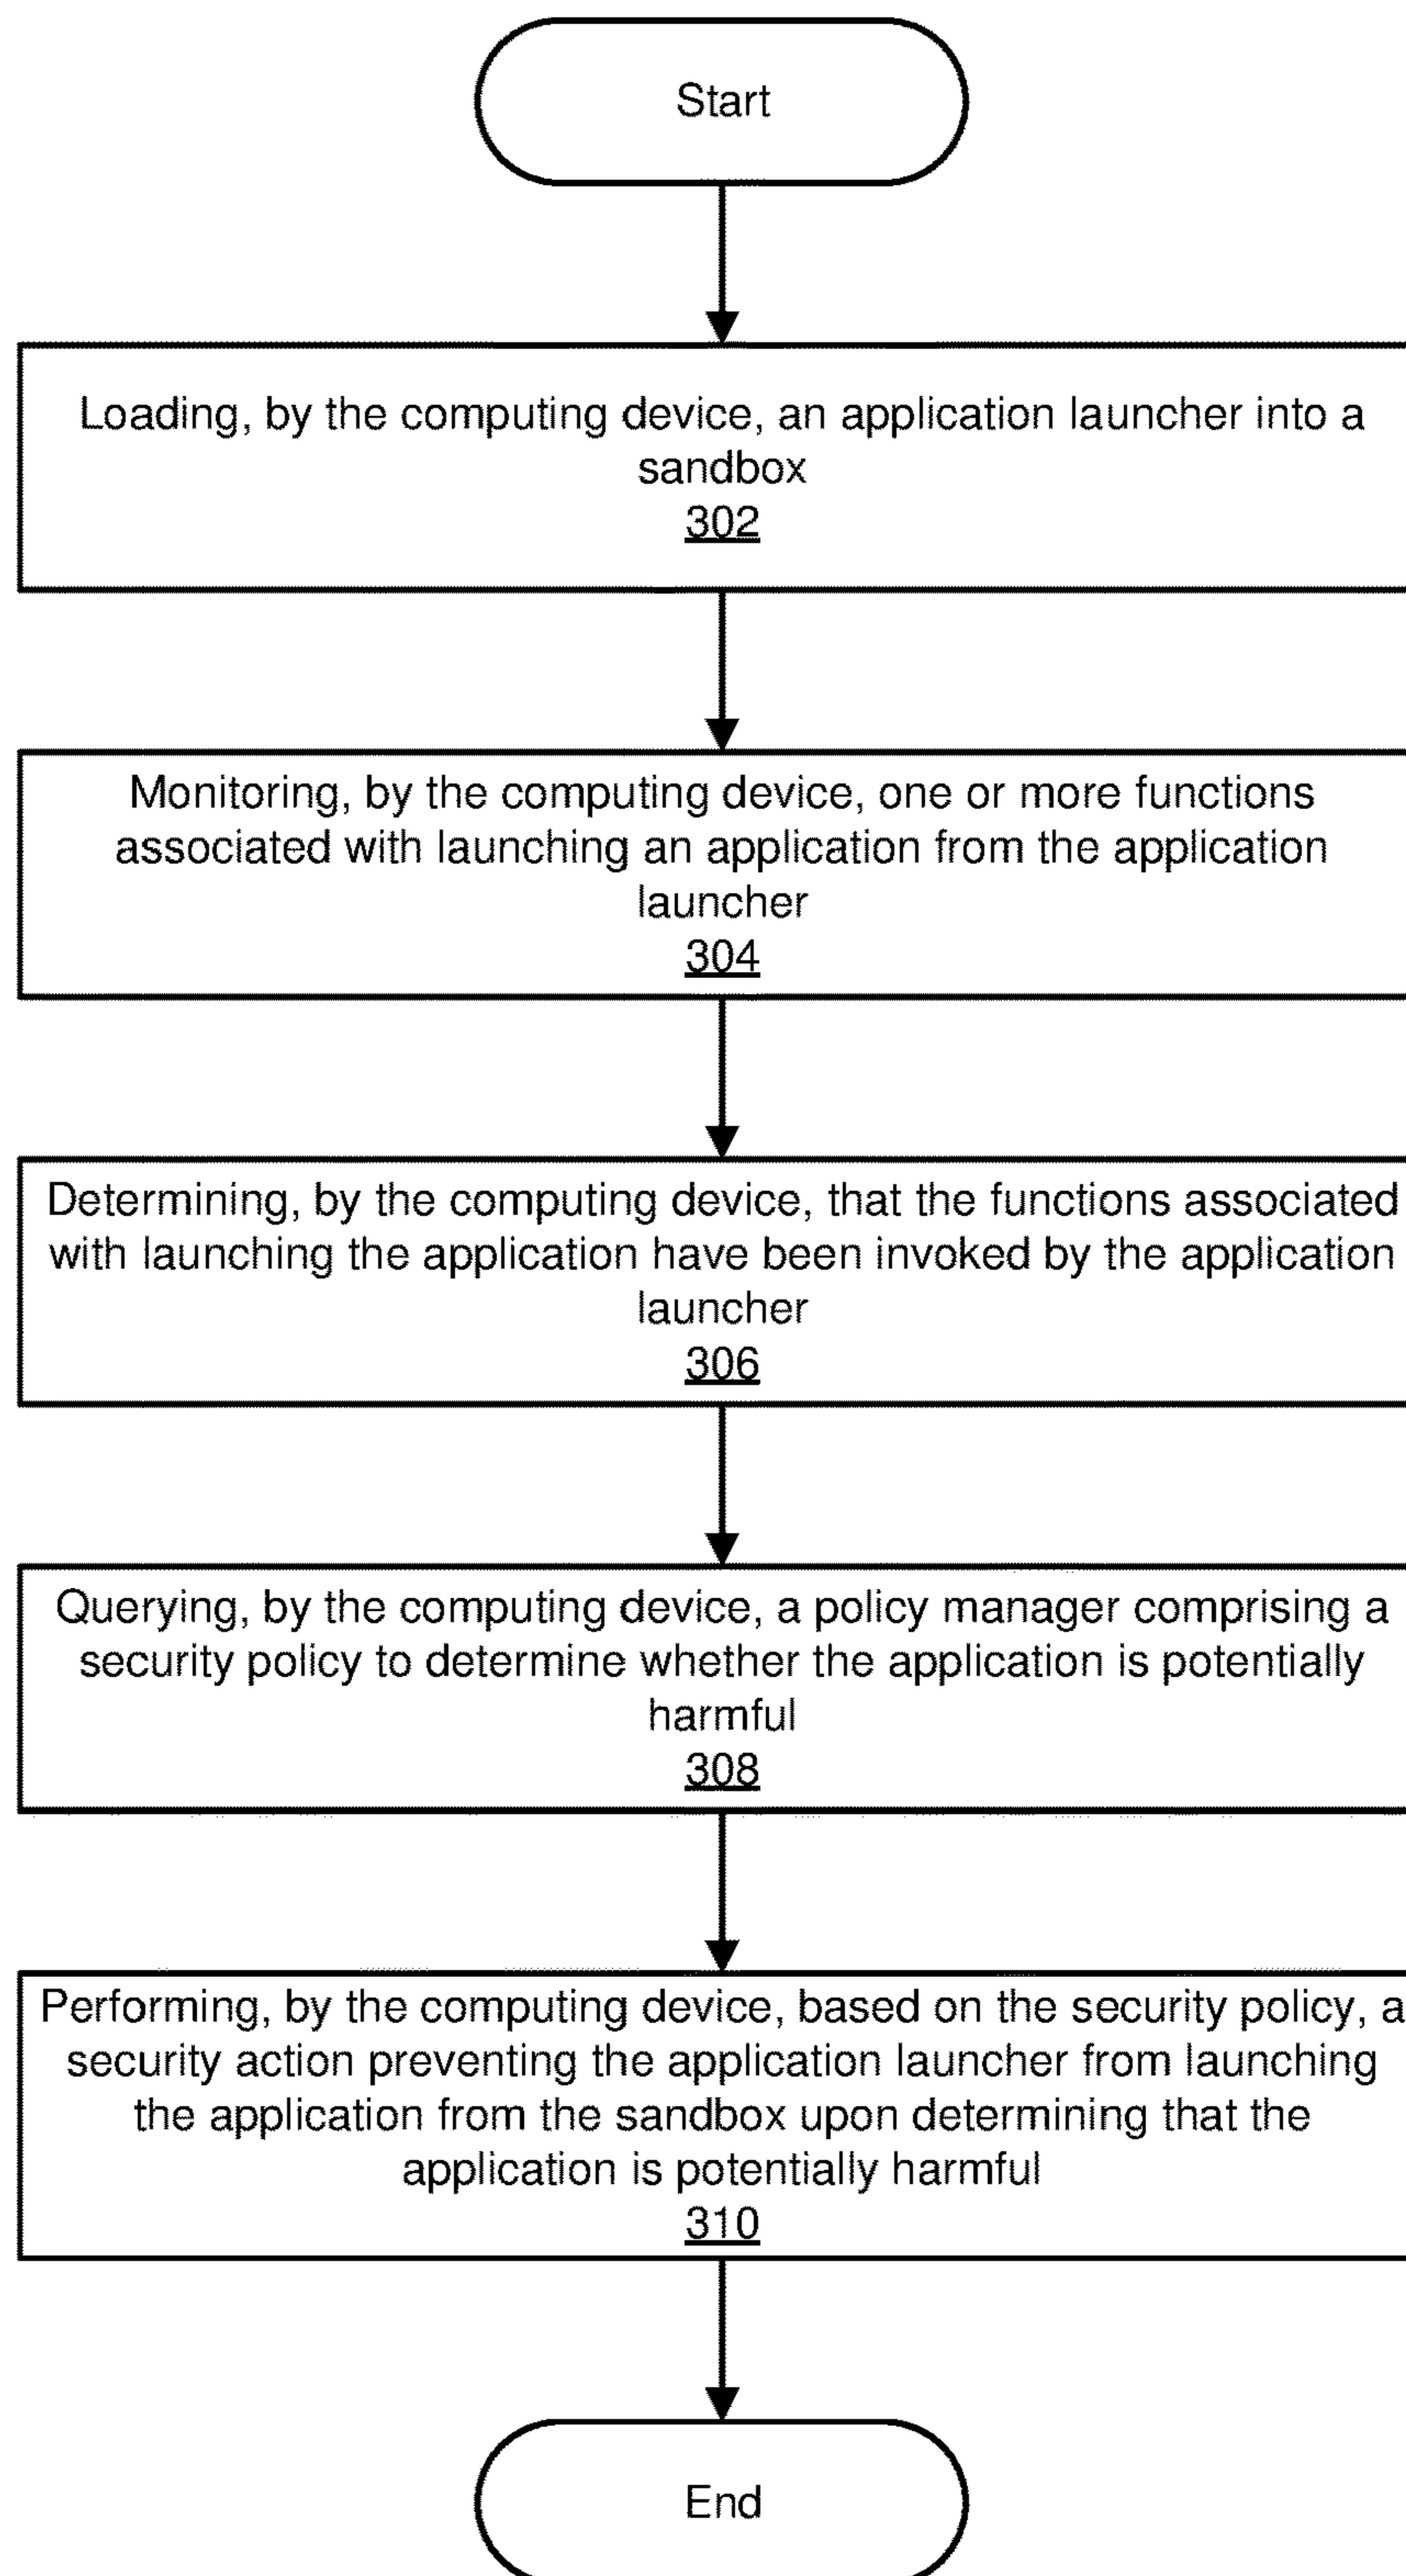 Start
Loading, by the computing device, an application launcher into a
sandbox
302
Monitoring, by the computing device, one or more functions
associated with launching an application from the application
launcher
304
Determining, by the computing device, that the functions associated
with launching the application have been invoked by the application
launcher
306
Querying, by the computing device, a policy manager comprising a
security policy to determine whether the application is potentially
harmful
308
Performing, by the computing device, based on the security policy, a
security action preventing the application launcher from launching
the application from the sandbox upon determining that the
application is potentially harmful
310
End